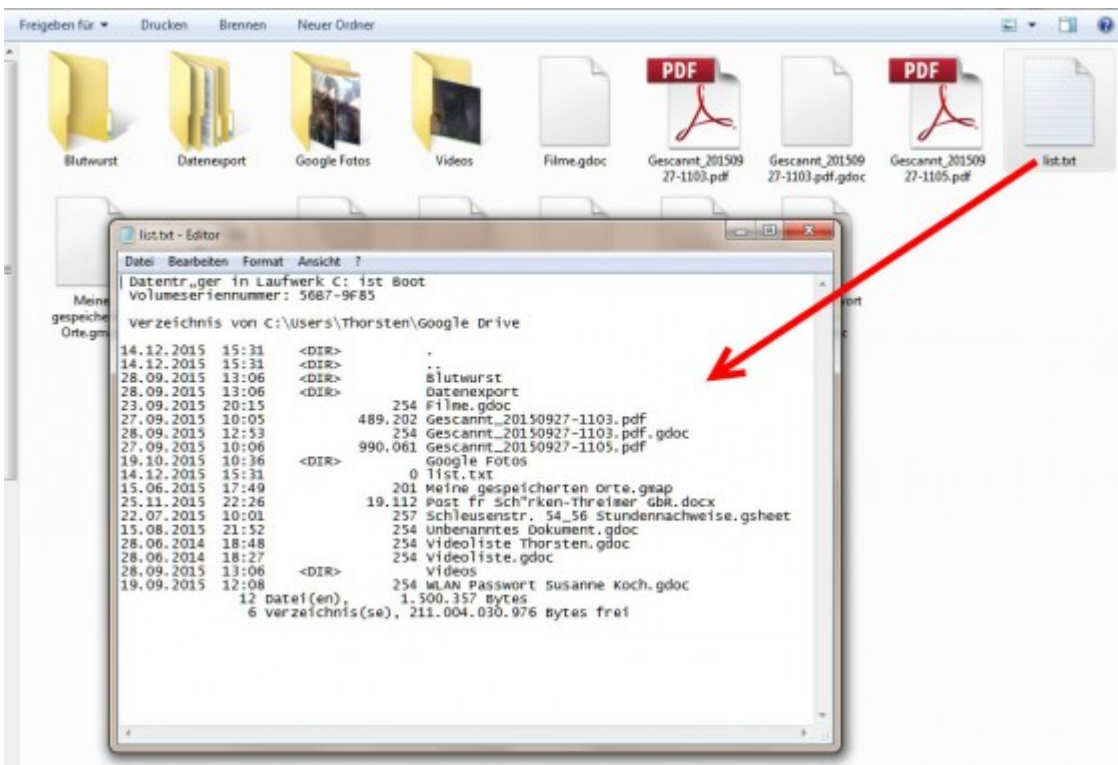 Freigeben für Drucken Brennen Neuer Ordner
PDF PDF
Blutwurst Datenexport Google Fotos Videos Filme.gdoc Gescannt_201509 Gescannt_201509 Gescannt_201509 list.txt
27-1103.pdf 27-1103.pdf.gdoc 27-1105.pdf
Meine
gespeiche
Orte.gm
ort
list.txt - Editor
Datei Bearbeiten Format Ansicht ?
Datentr„ger in Laufwerk C: ist Boot
Volumeseriennummer: 56B7-9F85
Verzeichnis von C:\Users\Thorsten\Google Drive
14.12.2015 15:31 <DIR> .
14.12.2015 15:31 <DIR> ..
28.09.2015 13:06 <DIR> Blutwurst
28.09.2015 13:06 <DIR> Datenexport
23.09.2015 20:15 254 Filme.gdoc
27.09.2015 10:05 489.202 Gescannt_20150927-1103.pdf
28.09.2015 12:53 254 Gescannt_20150927-1103.pdf.gdoc
27.09.2015 10:06 990.061 Gescannt_20150927-1105.pdf
19.10.2015 10:36 <DIR> Google Fotos
14.12.2015 15:31 0 list.txt
15.06.2015 17:49 201 Meine gespeicherten Orte.gmap
25.11.2015 22:26 19.112 Post fr Sch"rken-Threimer GbR.docx
22.07.2015 10:01 257 Schleusenstr. 54_56 Stundennachweise.gsheet
15.08.2015 21:52 254 Unbenanntes Dokument.gdoc
28.06.2014 18:48 254 Videoliste Thorsten.gdoc
28.06.2014 18:27 254 Videoliste.gdoc
28.09.2015 13:06 <DIR> Videos
19.09.2015 12:08 254 WLAN Passwort Susanne Koch.gdoc
12 Datei(en), 1.500.357 Bytes
6 Verzeichnis(se), 211.004.030.976 Bytes frei